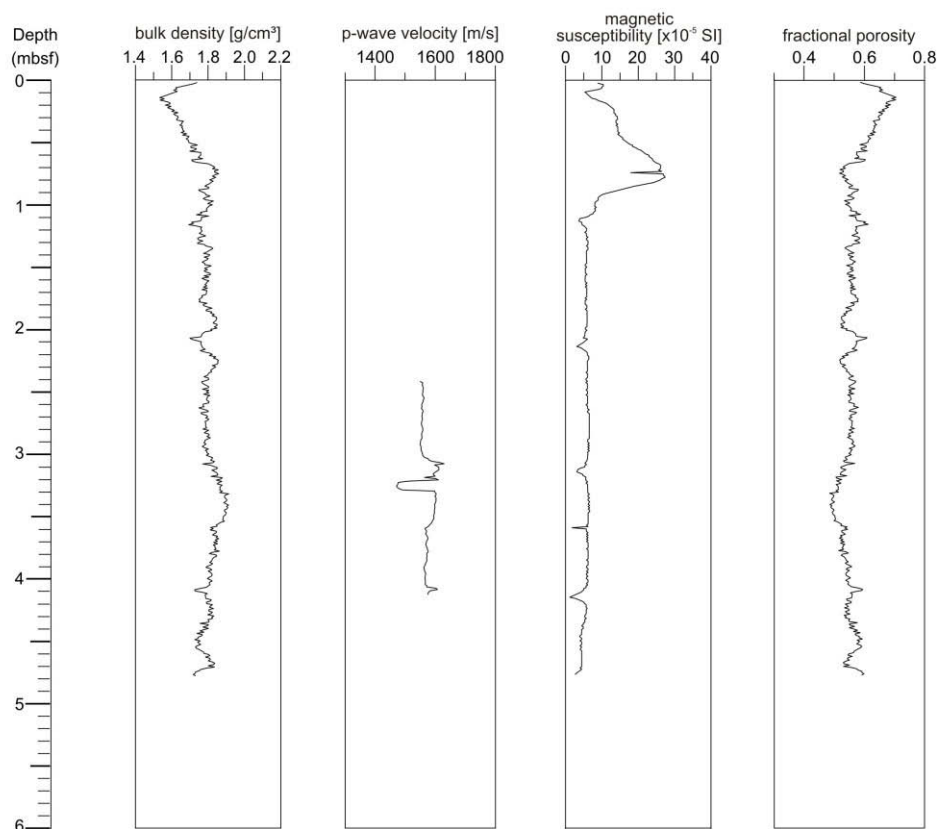 Depth
(mbsf)
bulk density [g/cm³]
1.4 1.6 1.8 2.0 2.2
p-wave velocity [m/s]
1400 1600 1800
magnetic
susceptibility [x10⁻⁵ SI]
0 10 20 30 40
fractional porosity
0.4 0.6 0.8
0
1
2
3
4
5
6